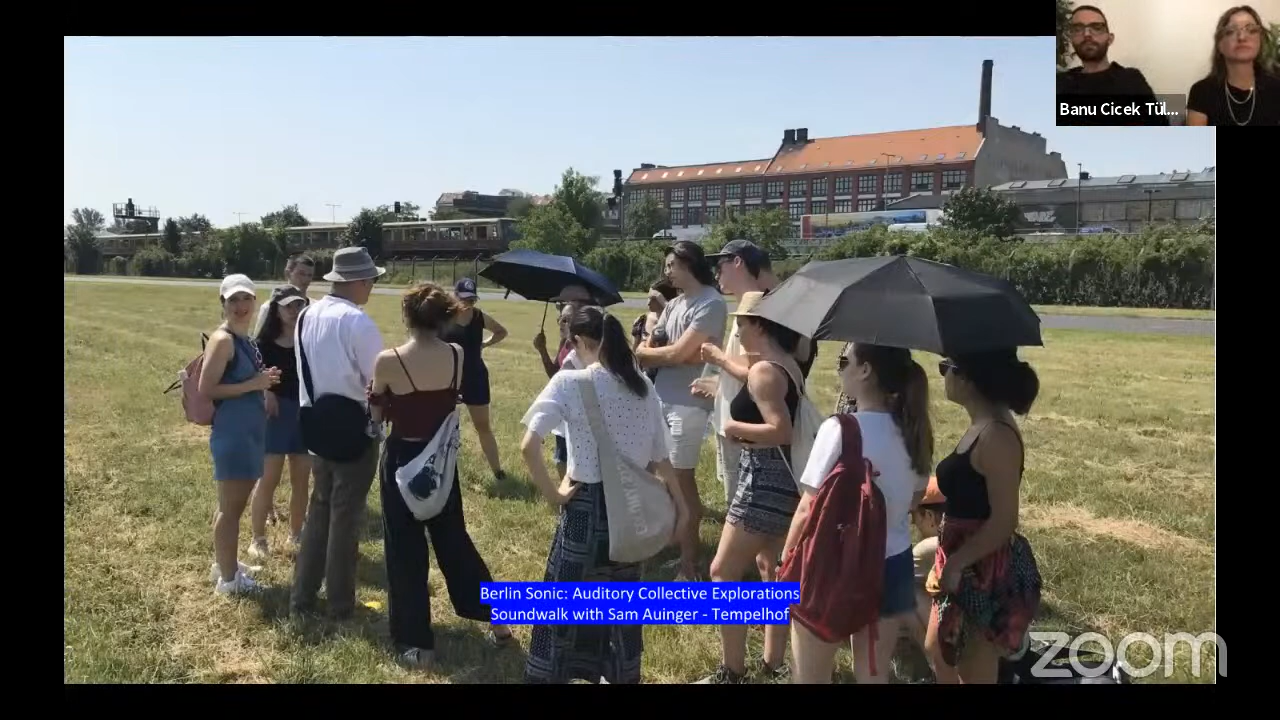 Banu Cicek Tül...
Berlin Sonic: Auditory Collective Explorations
Soundwalk with Sam Auinger - Tempelhof
zoom